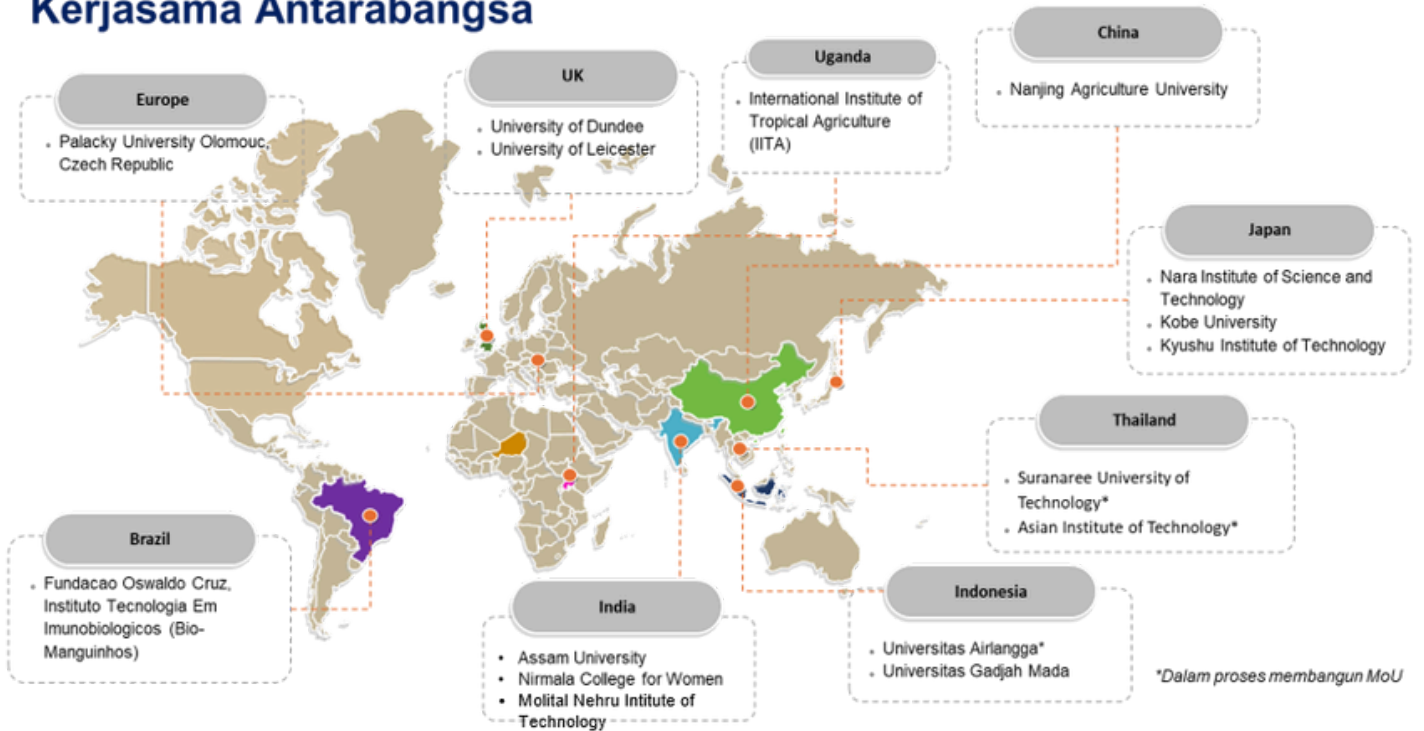 Kerjasama Antarabangsa
Europe
• Palacky University Olomouc,
Czech Republic
UK
• University of Dundee
• University of Leicester
Uganda
• International Institute of
Tropical Agriculture
(IITA)
China
• Nanjing Agriculture University
Japan
• Nara Institute of Science and
Technology
• Kobe University
• Kyushu Institute of Technology
Thailand
• Suranaree University of
Technology*
• Asian Institute of Technology*
Brazil
• Fundacao Oswaldo Cruz,
Instituto Tecnologia Em
Imunobiologicos (Bio-
Manguinhos)
India
• Assam University
• Nirmala College for Women
• Molital Nehru Intitute of
Technology
Indonesia
• Universitas Airlangga*
• Universitas Gadjah Mada
*Dalam proses membangun MoU